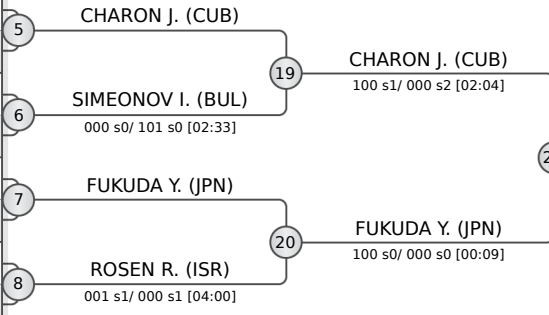 CHARON J. (CUB)
5
19
CHARON J. (CUB)
100 s1/ 000 s2 [02:04]
SIMEONOV I. (BUL)
6
000 s0/ 101 s0 [02:33]
FUKUDA Y. (JPN)
7
20
FUKUDA Y. (JPN)
100 s0/ 000 s0 [00:09]
ROSEN R. (ISR)
8
001 s1/ 000 s1 [04:00]